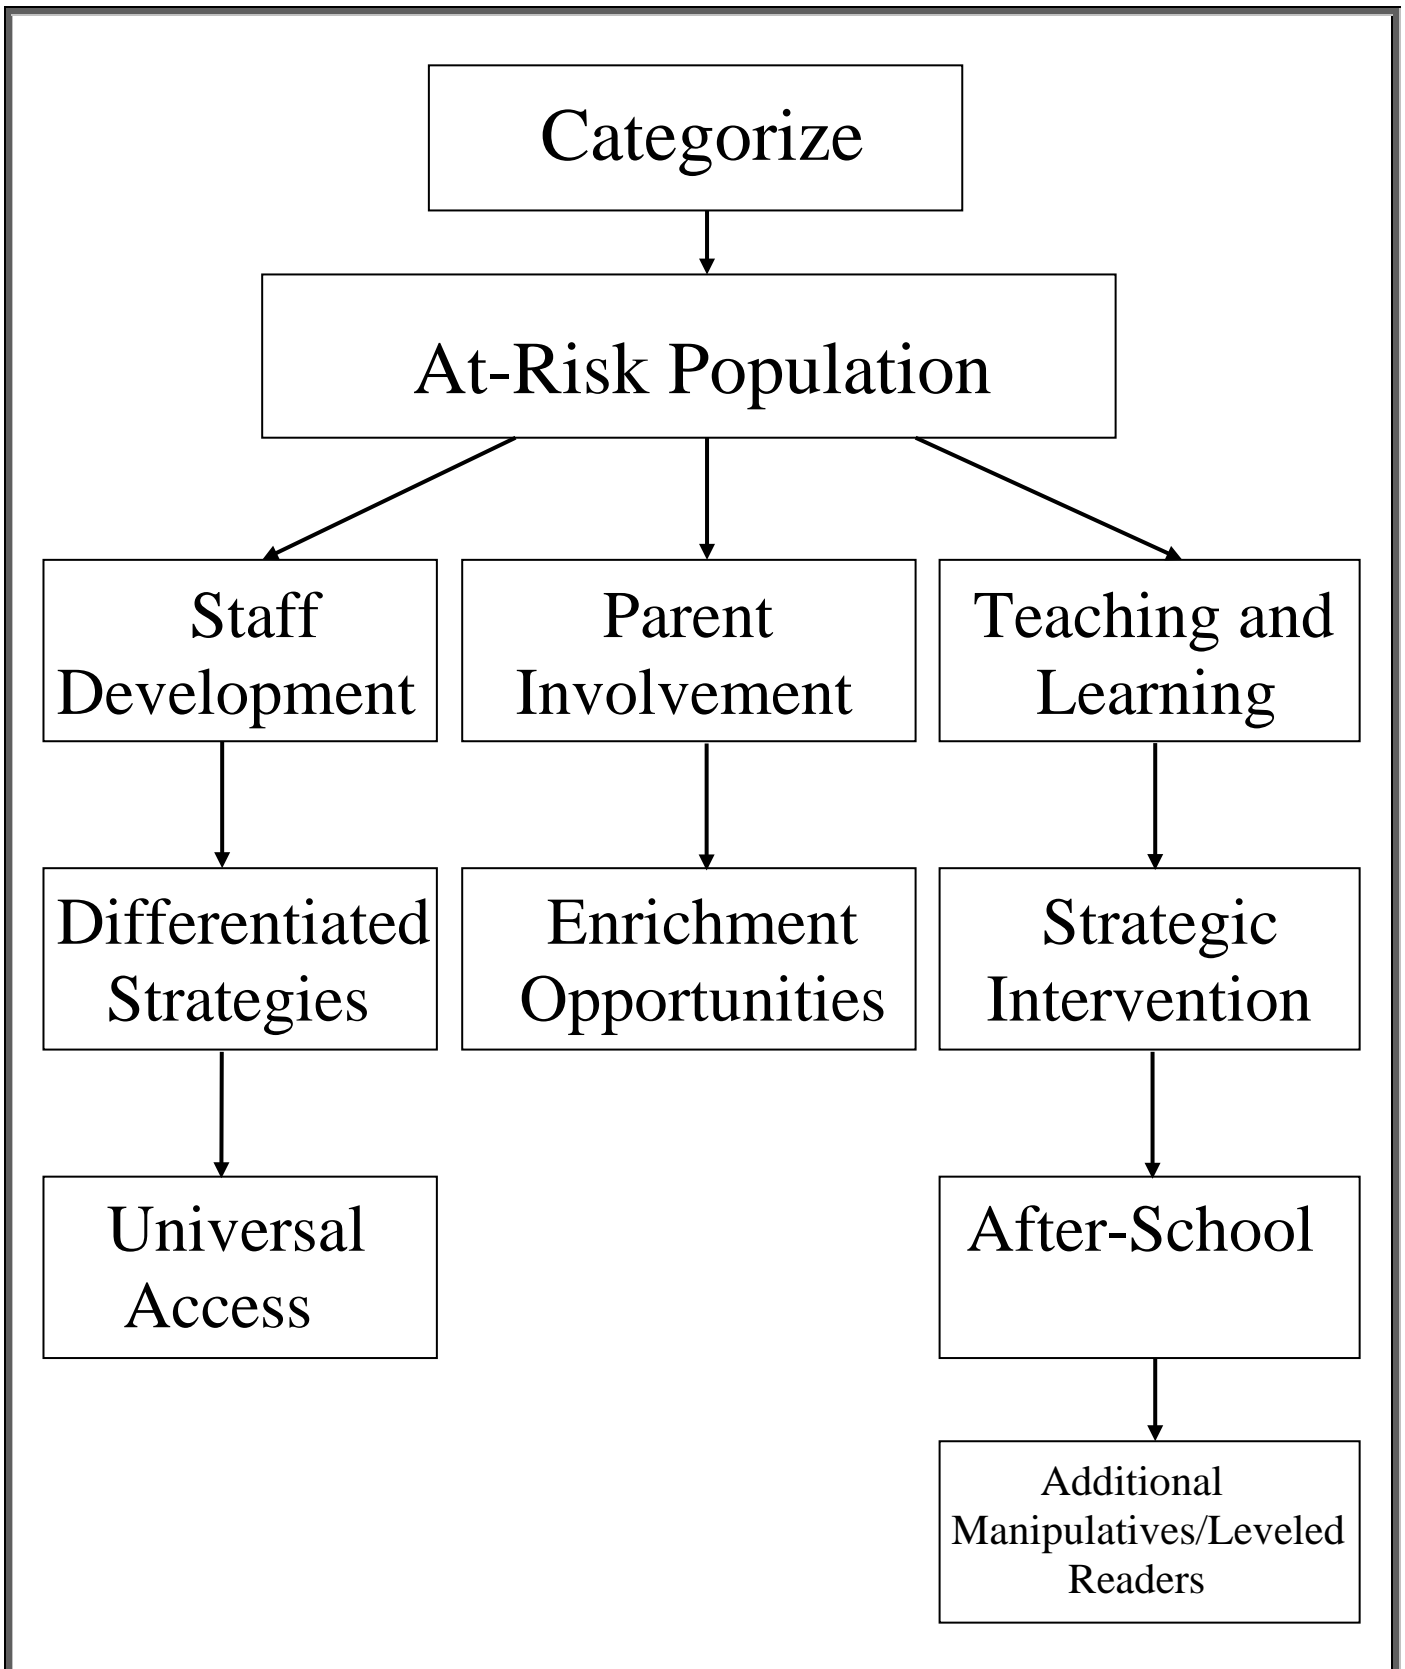 Categorize
At-Risk Population
Staff
Development
Parent
Involvement
Teaching and
Learning
Differentiated
Strategies
Enrichment
Opportunities
Strategic
Intervention
Universal
Access
After-School
Additional
Manipulatives/Leveled
Readers